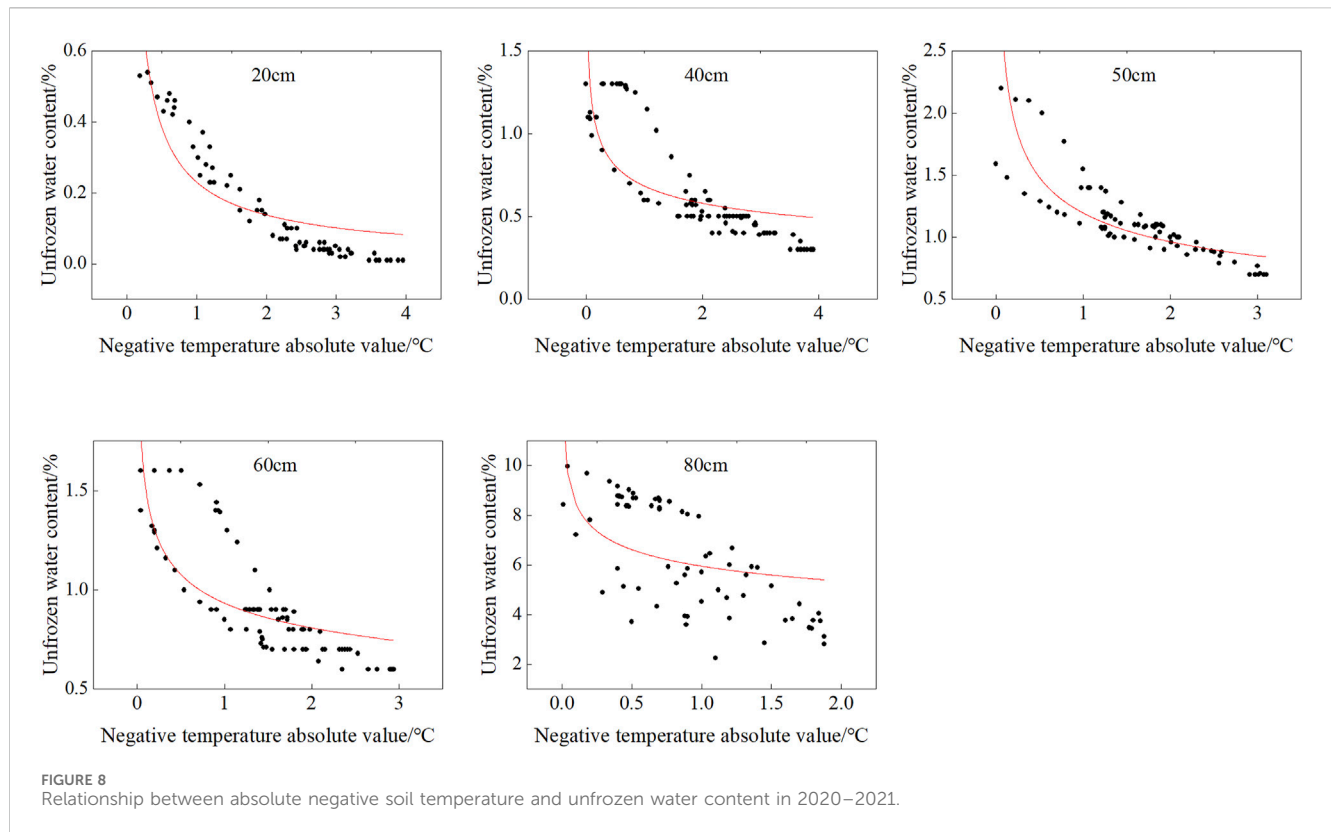 20cm
Unfrozen water content/%
0.6
0.4
0.2
0.0
0 1 2 3 4
Negative temperature absolute value/°C
40cm
Unfrozen water content/%
1.5
1.0
0.5
0.0
0 2 4
Negative temperature absolute value/°C
50cm
Unfrozen water content/%
2.5
2.0
1.5
1.0
0.5
0 1 2 3
Negative temperature absolute value/°C
60cm
Unfrozen water content/%
1.5
1.0
0.5
0 1 2 3
Negative temperature absolute value/°C
80cm
Unfrozen water content/%
10
8
6
4
2
0.0 0.5 1.0 1.5 2.0
Negative temperature absolute value/°C
FIGURE 8
Relationship between absolute negative soil temperature and unfrozen water content in 2020–2021.